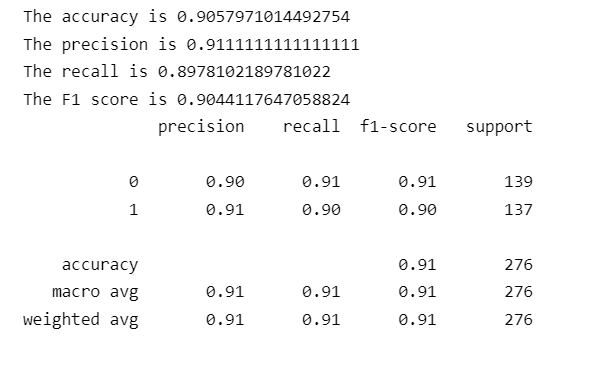 The accuracy is 0.9057971014492754
The precision is 0.9111111111111111
The recall is 0.8978102189781022
The F1 score is 0.9044117647058824
precision recall f1-score support
0 0.90 0.91 0.91 139
1 0.91 0.90 0.90 137
accuracy 0.91 276
macro avg 0.91 0.91 0.91 276
weighted avg 0.91 0.91 0.91 276